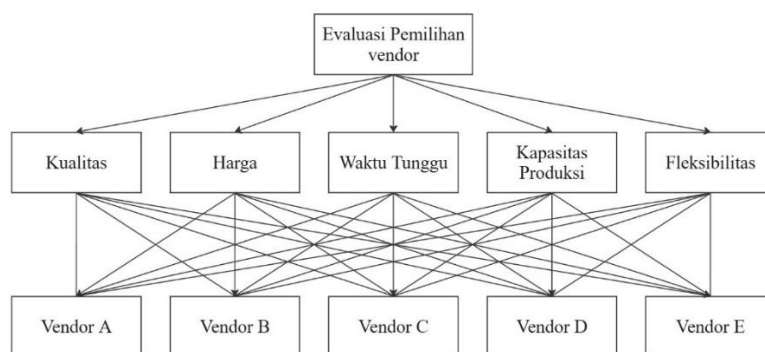 Evaluasi Pemilihan
vendor
Kualitas
Harga
Waktu Tunggu
Kapasitas
Produksi
Fleksibilitas
Vendor A
Vendor B
Vendor C
Vendor D
Vendor E